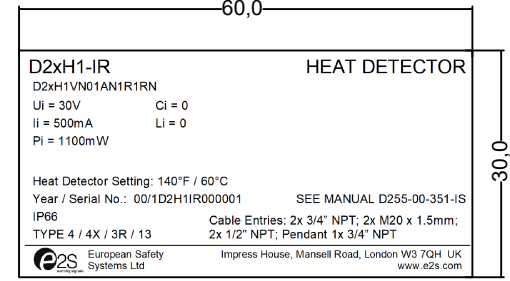 60,0
D2xH1-IR HEAT DETECTOR
D2xH1VN01AN1R1RN
Ui = 30V Ci = 0
Ii = 500mA Li = 0
Pi = 1100mW
30,0
Heat Detector Setting: 140°F / 60°C
Year / Serial No.: 00/1D2H1IR000001 SEE MANUAL D255-00-351-IS
IP66 Cable Entries: 2x 3/4" NPT; 2x M20 x 1.5mm;
TYPE 4 / 4X / 3R / 13 2x 1/2" NPT; Pendant 1x 3/4" NPT
e2S European Safety Impress House, Mansell Road, London W3 7QH UK
warning signals Systems Ltd www.e2s.com